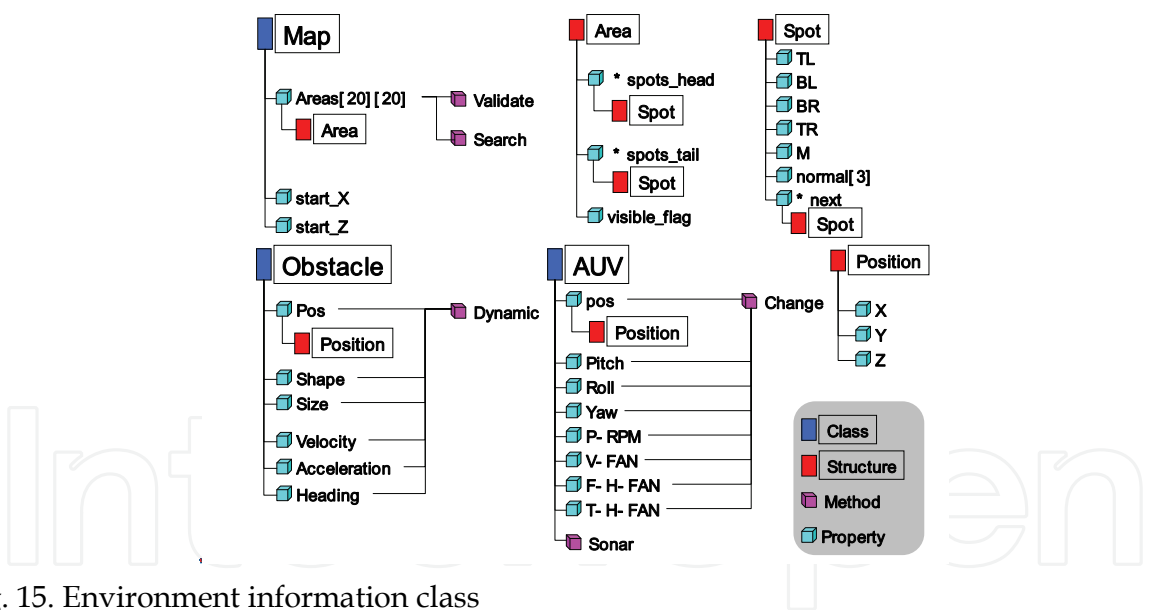 Map
Areas[ 20] [ 20]
Area
Validate
Search
start_X
start_Z
Area
* spots_head
Spot
* spots_tail
Spot
visible_flag
Spot
TL
BL
BR
TR
M
normal[ 3]
* next
Spot
Obstacle
Pos
Position
Shape
Size
Velocity
Acceleration
Heading
Dynamic
AUV
pos
Position
Pitch
Roll
Yaw
P- RPM
V- FAN
F- H- FAN
T- H- FAN
Sonar
Change
Position
X
Y
Z
Class
Structure
Method
Property
. 15. Environment information class